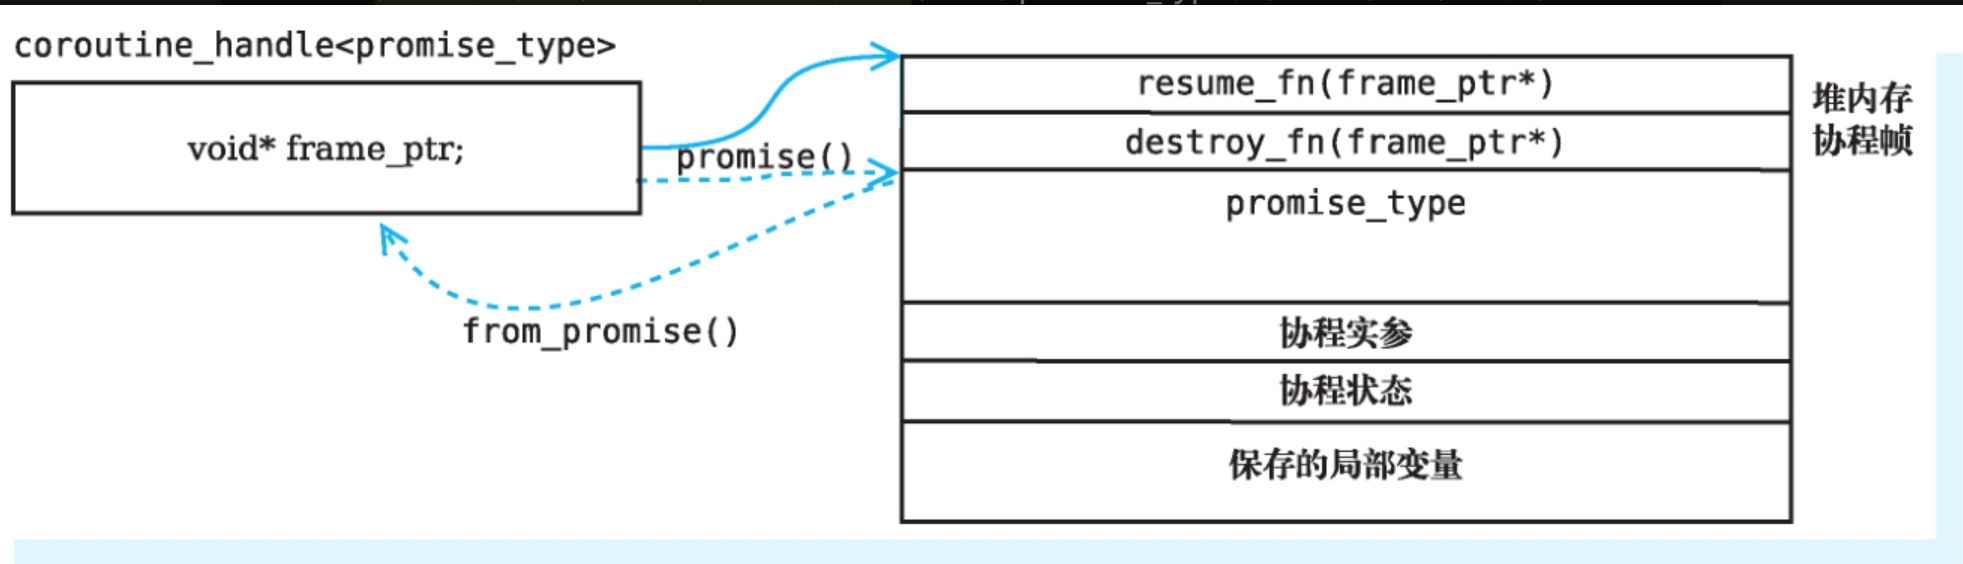 coroutine_handle<promise_type>
void* frame_ptr;
promise()
from_promise()
resume_fn(frame_ptr*)
destroy_fn(frame_ptr*)
promise_type
协程实参
协程状态
保存的局部变量
堆内存
协程帧